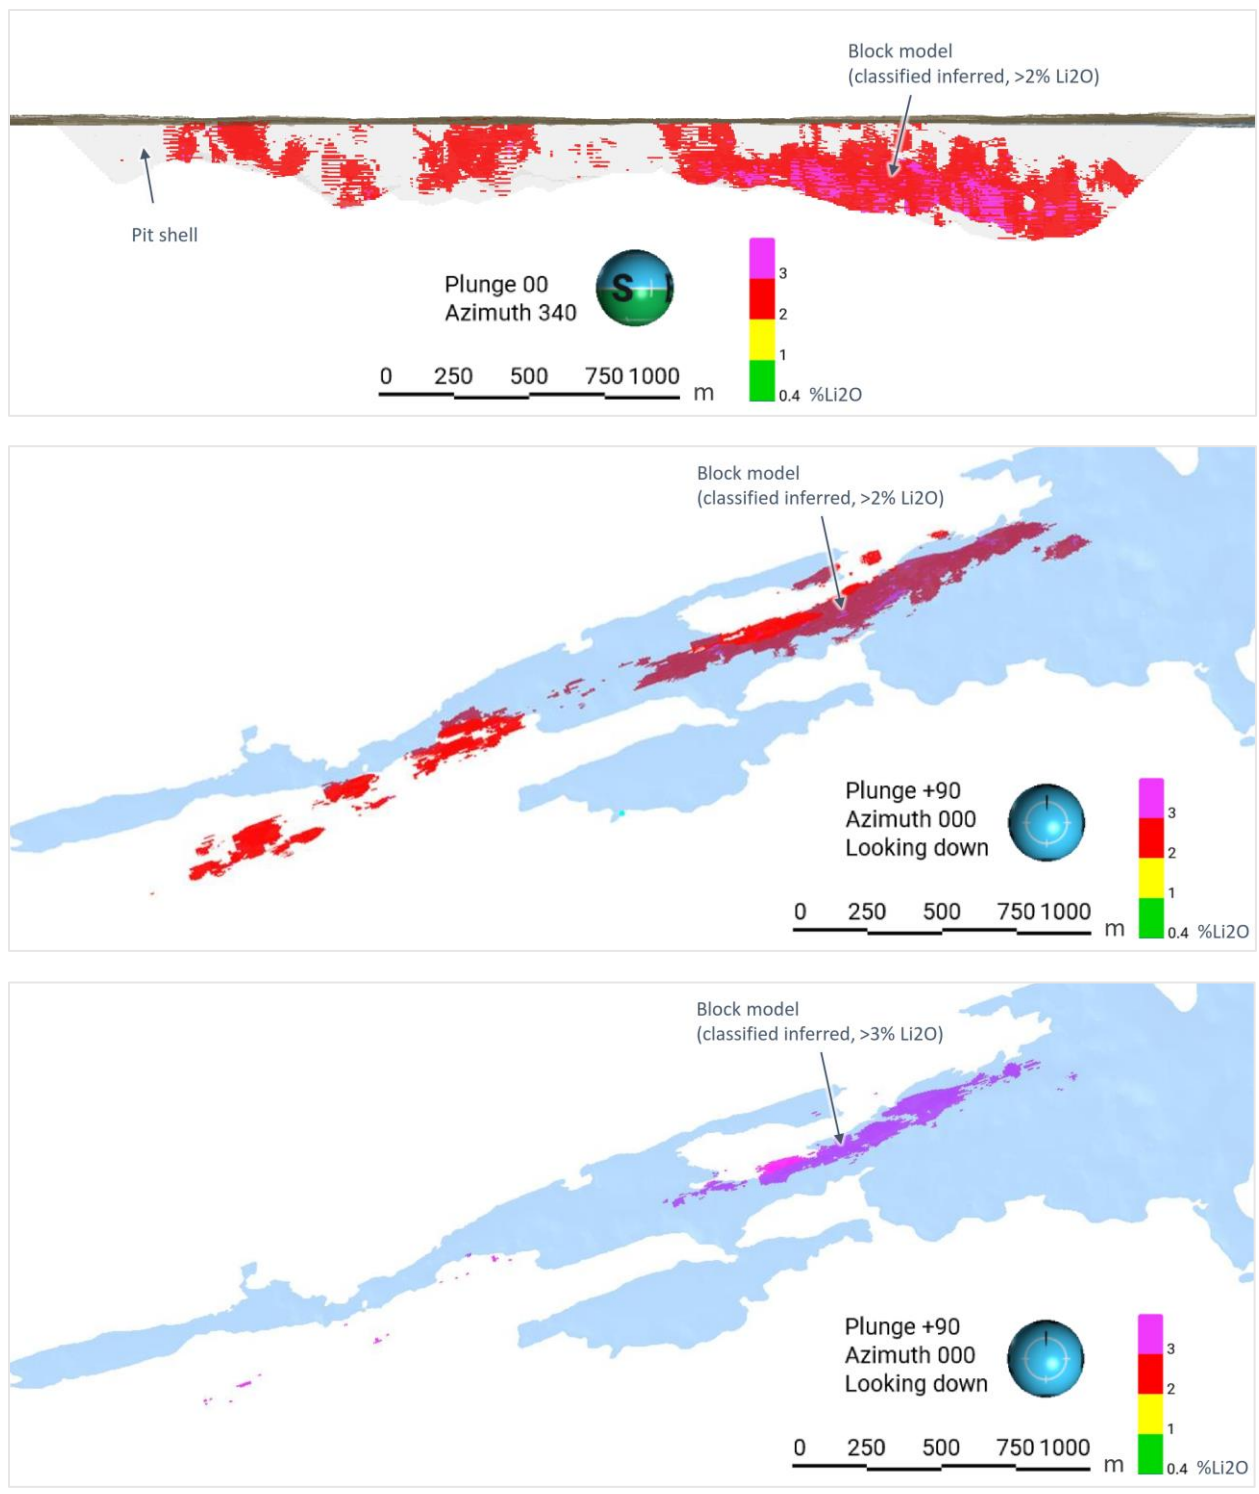 Block model
(classified inferred, >2% Li2O)
Pit shell
Plunge 00
Azimuth 340
S
3
2
1
0.4 %Li2O
0 250 500 750 1000 m
Block model
(classified inferred, >2% Li2O)
Plunge +90
Azimuth 000
Looking down
3
2
1
0.4 %Li2O
0 250 500 750 1000 m
Block model
(classified inferred, >3% Li2O)
Plunge +90
Azimuth 000
Looking down
3
2
1
0.4 %Li2O
0 250 500 750 1000 m